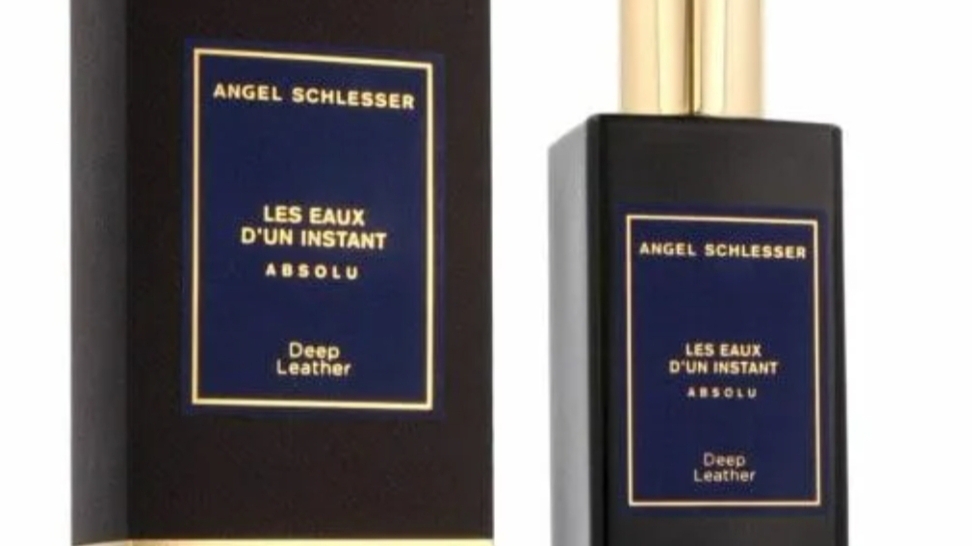 ANGEL SCHLESSER
LES EAUX
D'UN INSTANT
ABSOLU
Deep
Leather
ANGEL SCHLESSER
LES EAUX
D'UN INSTANT
ABSOLU
Deep
Leather